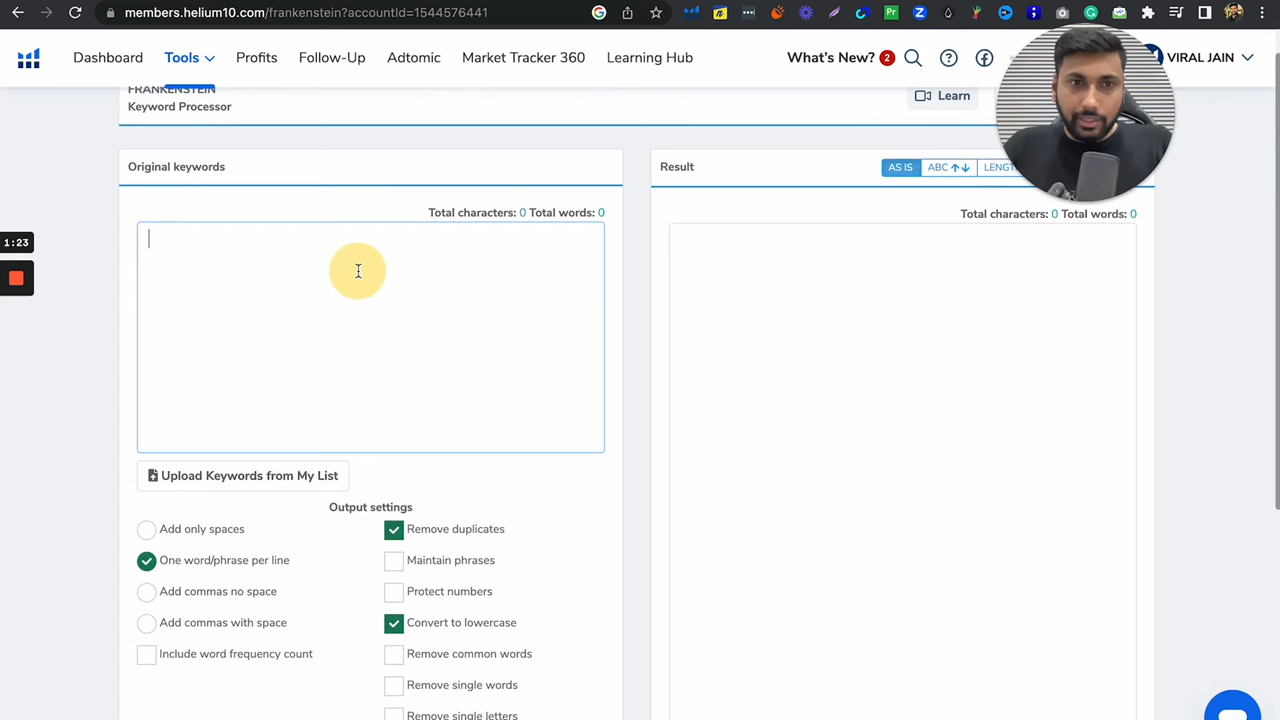 members.helium10.com/frankenstein?accountId=1544576441
Dashboard Tools Profits Follow-Up Adtomic Market Tracker 360 Learning Hub What's New? 2 VIRAL JAIN
FRANKENSTEIN
Keyword Processor
Learn
Original keywords
Result
AS IS ABC
Total characters: 0 Total words: 0
Total characters: 0 Total words: 0
1:23
Upload Keywords from My List
Output settings
Add only spaces
Remove duplicates
One word/phrase per line
Maintain phrases
Add commas no space
Protect numbers
Add commas with space
Convert to lowercase
Include word frequency count
Remove common words
Remove single words
Remove single letters